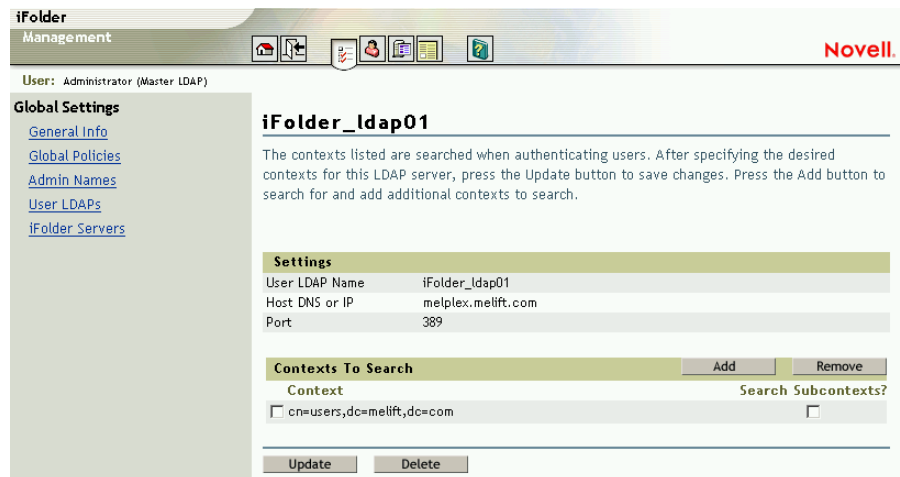 iFolder
Management
Novell.
User: Administrator (Master LDAP)
Global Settings
General Info
Global Policies
Admin Names
User LDAPs
iFolder Servers
iFolder_ldap01
The contexts listed are searched when authenticating users. After specifying the desired
contexts for this LDAP server, press the Update button to save changes. Press the Add button to
search for and add additional contexts to search.
Settings
User LDAP Name iFolder_ldap01
Host DNS or IP melplex.melift.com
Port 389
Contexts To Search Add Remove
Context Search Subcontexts?
cn=users,dc=melift,dc=com
Update Delete